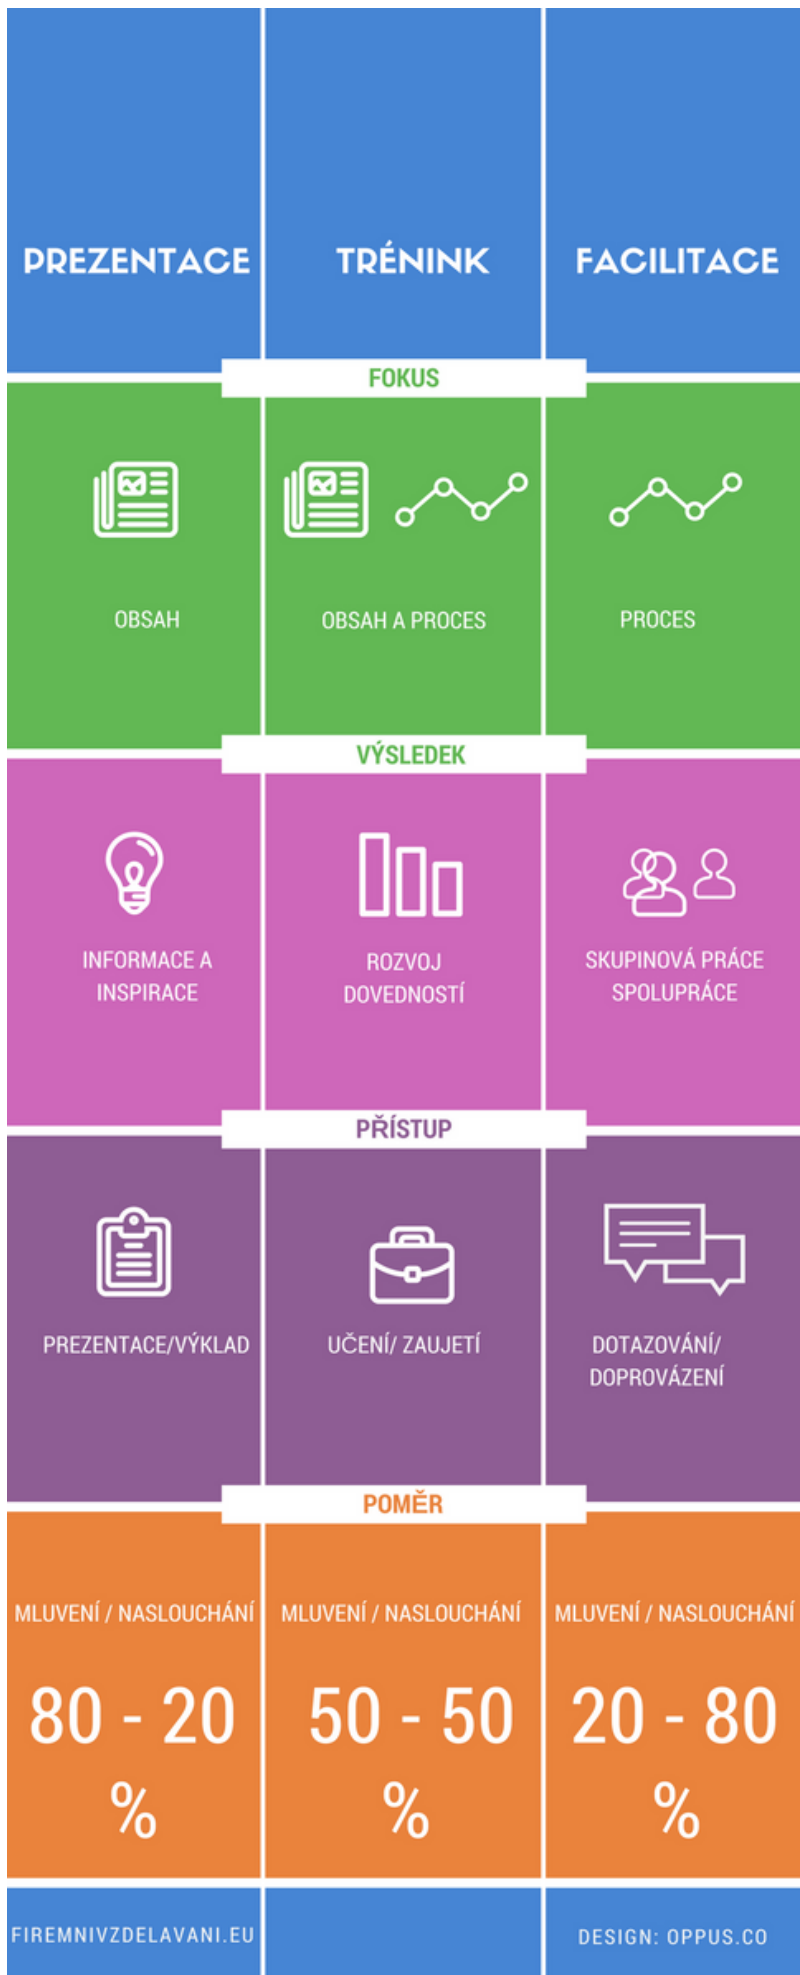 PREZENTACE
TRÉNINK
FACILITACE
FOKUS
OBSAH
OBSAH A PROCES
PROCES
VÝSLEDEK
INFORMACE A
INSPIRACE
ROZVOJ
DOVEDNOSTÍ
SKUPINOVÁ PRÁCE
SPOLUPRÁCE
PŘÍSTUP
PREZENTACE/VÝKLAD
UČENÍ/ ZAUJETÍ
DOTAZOVÁNÍ/
DOPROVÁZENÍ
POMĚR
MLUVENÍ / NASLOUCHÁNÍ
80 - 20
%
MLUVENÍ / NASLOUCHÁNÍ
50 - 50
%
MLUVENÍ / NASLOUCHÁNÍ
20 - 80
%
FIREMNIVZDELAVANI.EU
DESIGN: OPPUS.CO